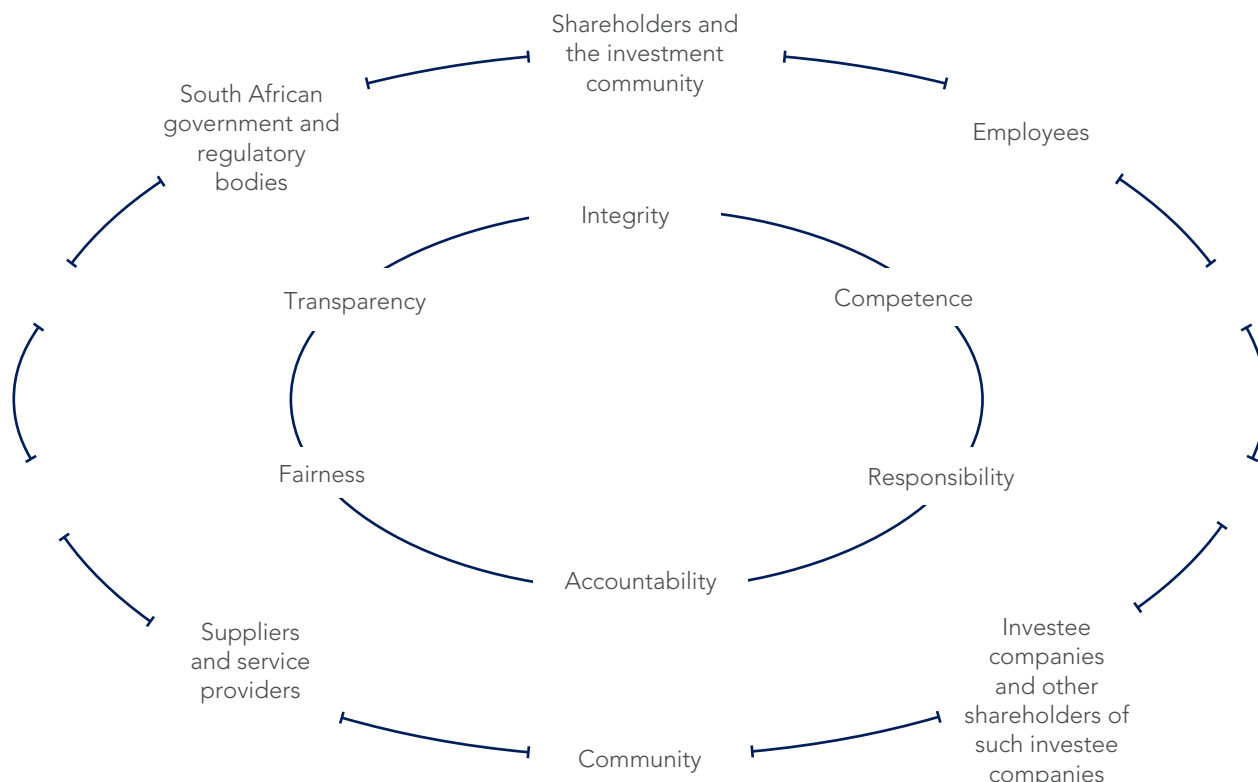 Shareholders and
the investment
community
South African
government and
regulatory
bodies
Employees
Integrity
Transparency
Competence
Fairness
Responsibility
Accountability
Suppliers
and service
providers
Investee
companies
and other
shareholders of
such investee
companies
Community